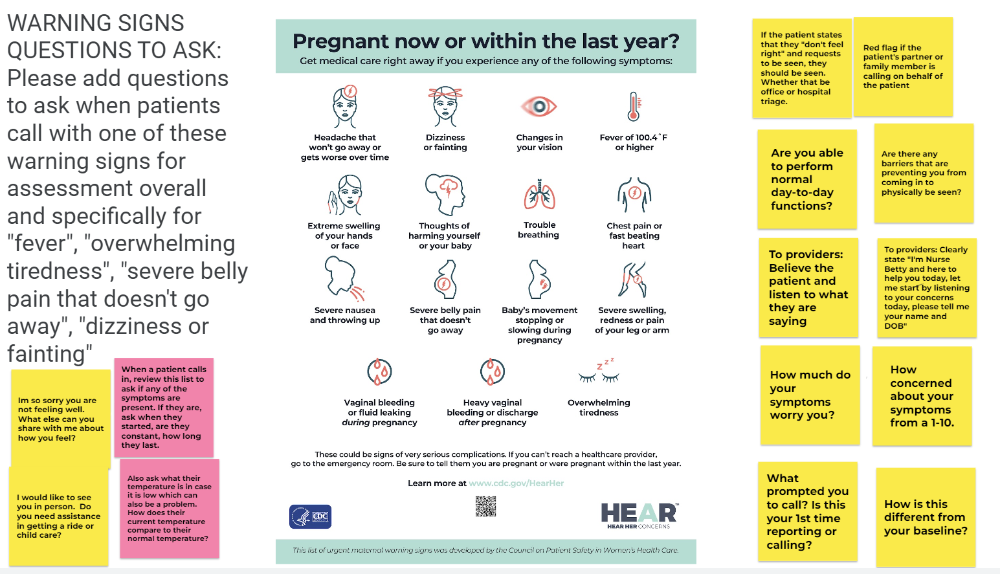 WARNING SIGNS
QUESTIONS TO ASK:
Please add questions
to ask when patients
call with one of these
warning signs for
assessment overall
and specifically for
"fever", "overwhelming
tiredness", "severe belly
pain that doesn't go
away", "dizziness or
fainting"
Im so sorry you are
not feeling well.
What else can you
share with me about
how you feel?
When a patient calls
in, review this list to
ask if any of the
symptoms are
present. If they are,
ask when they
started, are they
constant, how long
they last.
I would like to see
you in person.  Do
you need assistance
in getting a ride or
child care?
Also ask what their
temperature is in case
it is low which can
also be a problem.
How does their
current temperature
compare to their
normal temperature?
Pregnant now or within the last year?
Get medical care right away if you experience any of the following symptoms:
Headache that
won't go away or
gets worse over time
Dizziness
or fainting
Changes in
your vision
Fever of 100.4°F
or higher
Extreme swelling
of your hands
or face
Thoughts of
harming yourself
or your baby
Trouble
breathing
Chest pain or
fast beating
heart
Severe nausea
and throwing up
Severe belly pain
that doesn't
go away
Baby's movement
stopping or
slowing during
pregnancy
Severe swelling,
redness or pain
of your leg or arm
Vaginal bleeding
or fluid leaking
during pregnancy
Heavy vaginal
bleeding or discharge
after pregnancy
z z z
Overwhelming
tiredness
These could be signs of very serious complications. If you can't reach a healthcare provider,
go to the emergency room. Be sure to tell them you are pregnant or were pregnant within the last year.
Learn more at www.cdc.gov/HearHer
CDC
HEAR™
HEAR HER CONCERNS
This list of urgent maternal warning signs was developed by the Council on Patient Safety in Women's Health Care.
If the patient states
that they "don't feel
right" and requests
to be seen, they
should be seen.
Whether that be
office or hospital
triage.
Red flag if the
patient's partner or
family member is
calling on behalf of
the patient
Are you able
to perform
normal
day-to-day
functions?
Are there any
barriers that are
preventing you from
coming in to
physically be seen?
To providers:
Believe the
patient and
listen to what
they are
saying
To providers: Clearly
state "I'm Nurse
Betty and here to
help you today, let
me start by listening
to your concerns
today, please tell me
your name and
DOB"
How much do
your
symptoms
worry you?
How
concerned
about your
symptoms
from a 1-10.
What
prompted you
to call? Is this
your 1st time
reporting or
calling?
How is this
different from
your baseline?